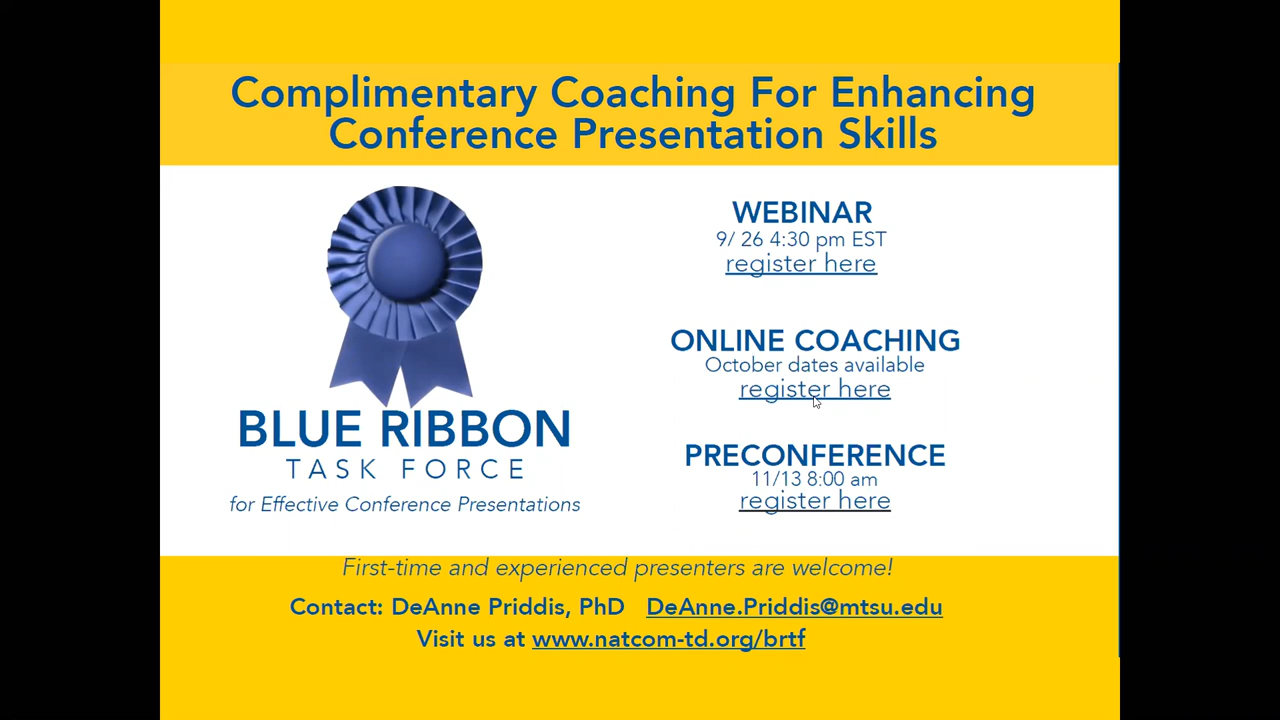 Complimentary Coaching For Enhancing
Conference Presentation Skills
BLUE RIBBON
TASK FORCE
for Effective Conference Presentations
WEBINAR
9/ 26 4:30 pm EST
register here
ONLINE COACHING
October dates available
register here
PRECONFERENCE
11/13 8:00 am
register here
First-time and experienced presenters are welcome!
Contact: DeAnne Priddis, PhD DeAnne.Priddis@mtsu.edu
Visit us at www.natcom-td.org/brtf